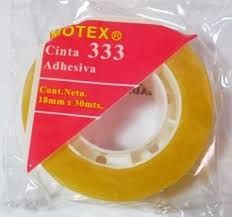 MOTEX®
Cinta 333
Adhesiva
Cont. Neto.
18mm x 30mts.